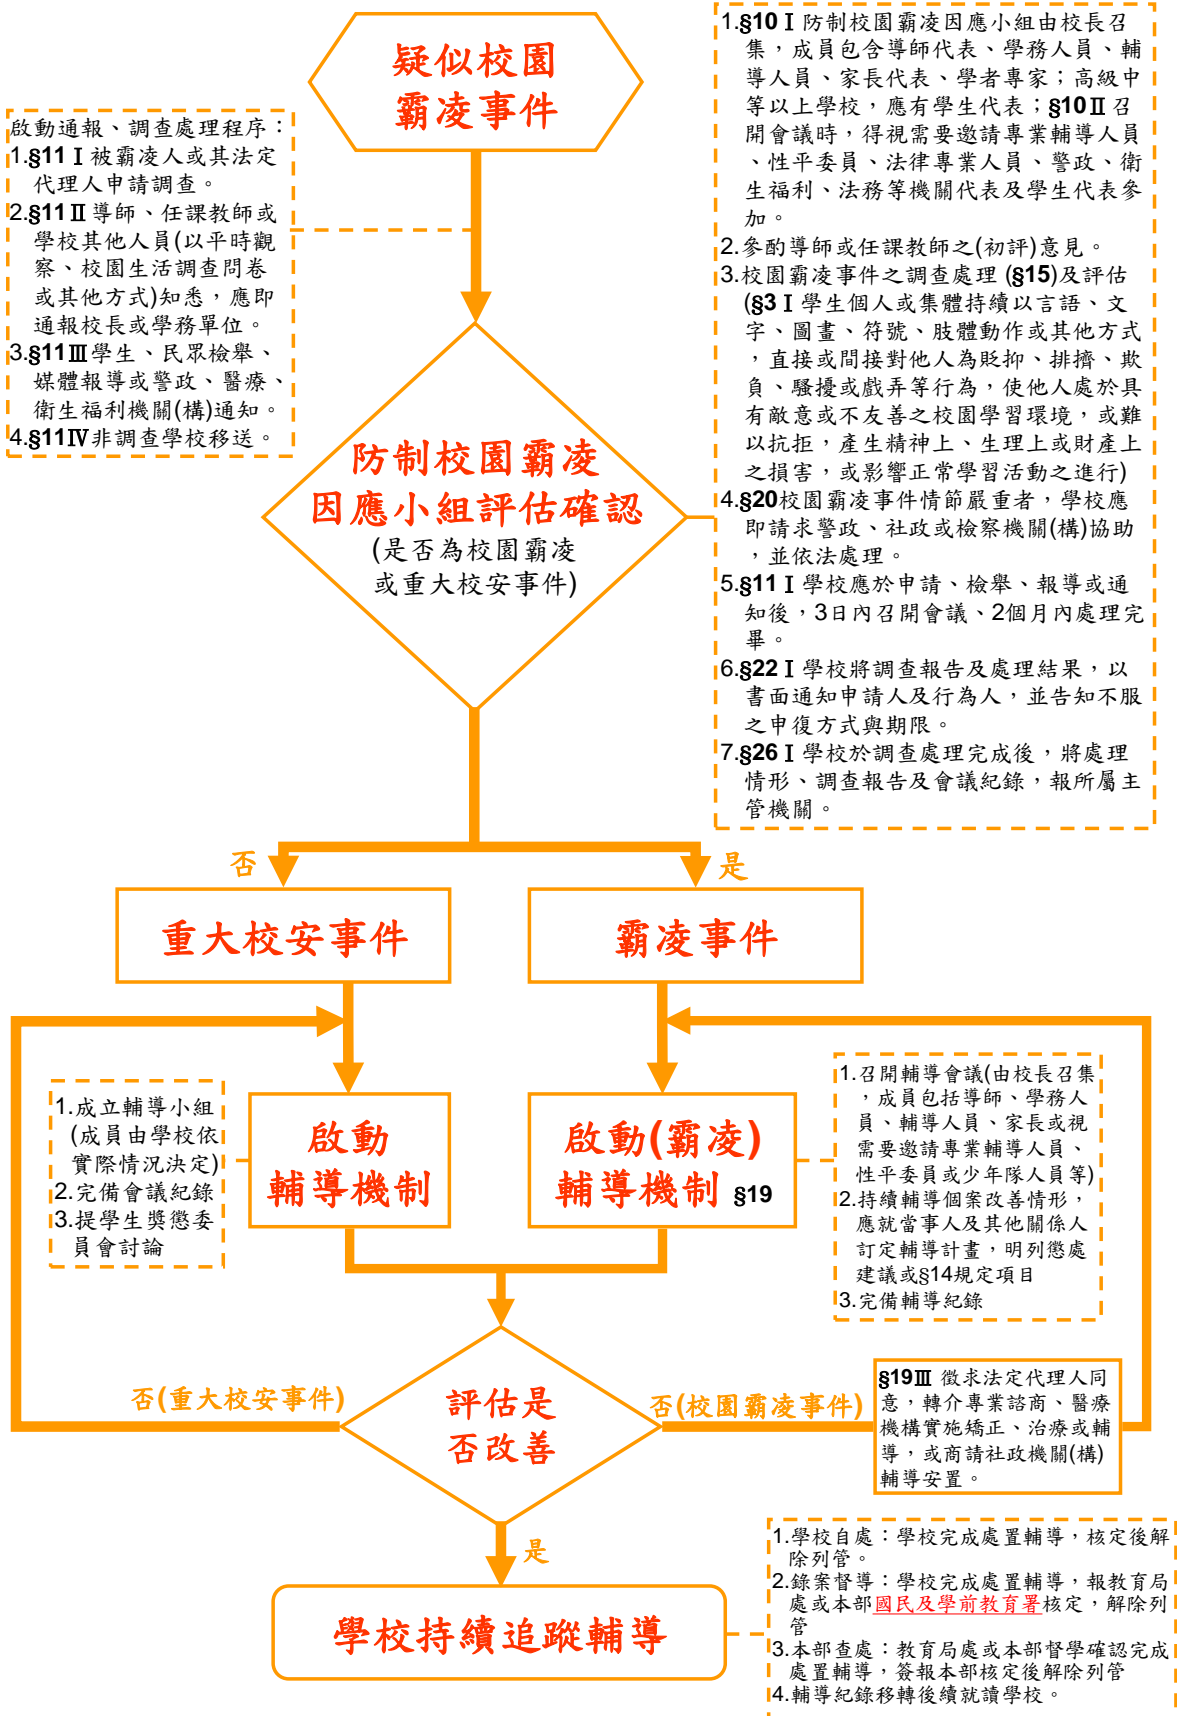 疑似校園
霸凌事件
啟動通報、調查處理程序：
1.§11Ⅰ被霸凌人或其法定
代理人申請調查。
2.§11Ⅱ導師、任課教師或
學校其他人員(以平時觀
察、校園生活調查問卷
或其他方式)知悉，應即
通報校長或學務單位。
3.§11Ⅲ學生、民眾檢舉、
媒體報導或警政、醫療、
衛生福利機關(構)通知。
4.§11Ⅳ非調查學校移送。
1.§10Ⅰ防制校園霸凌因應小組由校長召
集，成員包含導師代表、學務人員、輔
導人員、家長代表、學者專家；高級中
等以上學校，應有學生代表；§10Ⅱ召
開會議時，得視需要邀請專業輔導人員
、性平委員、法律專業人員、警政、衛
生福利、法務等機關代表及學生代表參
加。
2.參酌導師或任課教師之(初評)意見。
3.校園霸凌事件之調查處理 (§15)及評估
(§3Ⅰ學生個人或集體持續以言語、文
字、圖畫、符號、肢體動作或其他方式
，直接或間接對他人為貶抑、排擠、欺
負、騷擾或戲弄等行為，使他人處於具
有敵意或不友善之校園學習環境，或難
以抗拒，產生精神上、生理上或財產上
之損害，或影響正常學習活動之進行)
4.§20校園霸凌事件情節嚴重者，學校應
即請求警政、社政或檢察機關(構)協助
，並依法處理。
5.§11Ⅰ學校應於申請、檢舉、報導或通
知後，3日內召開會議、2個月內處理完
畢。
6.§22Ⅰ學校將調查報告及處理結果，以
書面通知申請人及行為人，並告知不服
之申復方式與期限。
7.§26Ⅰ學校於調查處理完成後，將處理
情形、調查報告及會議紀錄，報所屬主
管機關。
防制校園霸凌
因應小組評估確認
(是否為校園霸凌
或重大校安事件)
否
是
重大校安事件
霸凌事件
1.成立輔導小組
(成員由學校依
實際情況決定)
2.完備會議紀錄
3.提學生獎懲委
員會討論
啟動
輔導機制
啟動(霸凌)
輔導機制 §19
1.召開輔導會議(由校長召集
，成員包括導師、學務人
員、輔導人員、家長或視
需要邀請專業輔導人員、
性平委員或少年隊人員等)
2.持續輔導個案改善情形，
應就當事人及其他關係人
訂定輔導計畫，明列懲處
建議或§14規定項目
3.完備輔導紀錄
否(重大校安事件)
評估是
否改善
否(校園霸凌事件)
§19Ⅲ 徵求法定代理人同
意，轉介專業諮商、醫療
機構實施矯正、治療或輔
導，或商請社政機關(構)
輔導安置。
是
學校持續追蹤輔導
1.學校自處：學校完成處置輔導，核定後解
除列管。
2.錄案督導：學校完成處置輔導，報教育局
處或本部國民及學前教育署核定，解除列
管
3.本部查處：教育局處或本部督學確認完成
處置輔導，簽報本部核定後解除列管
4.輔導紀錄移轉後續就讀學校。